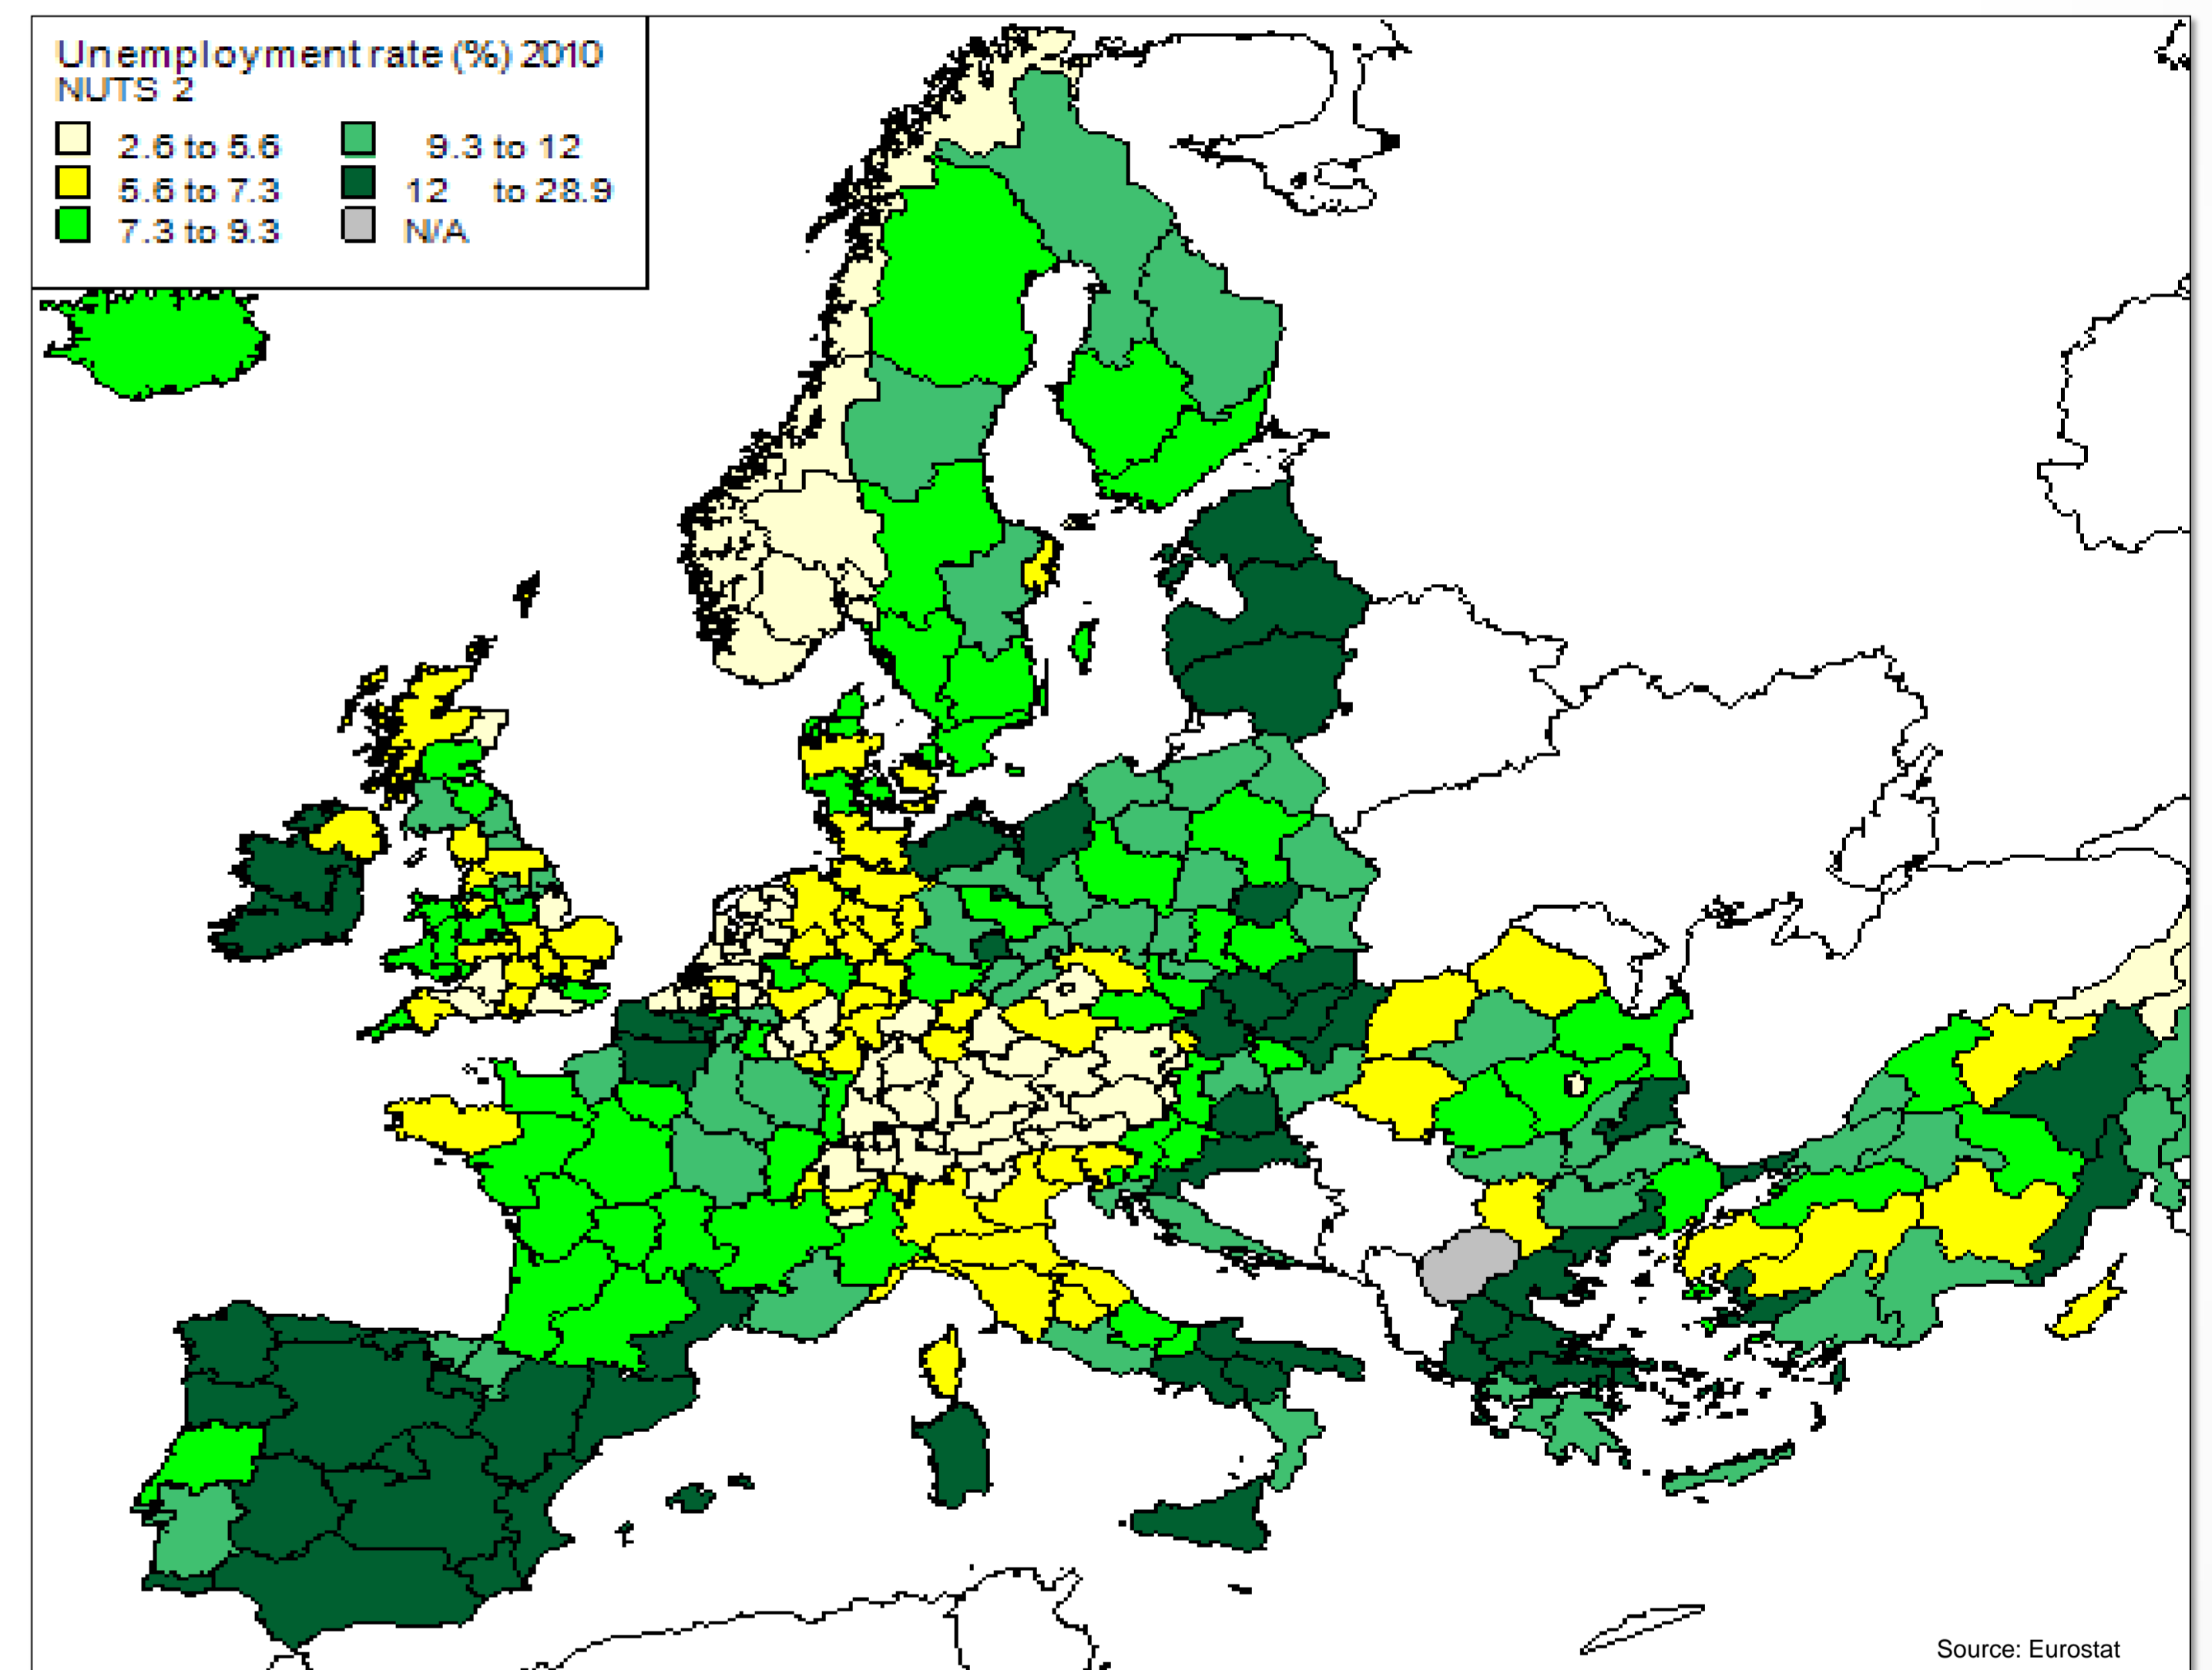 Unemployment rate (%) 2010
NUTS 2
2.6 to 5.6
9.3 to 12
5.6 to 7.3
12 to 28.9
7.3 to 9.3
N/A
Source: Eurostat